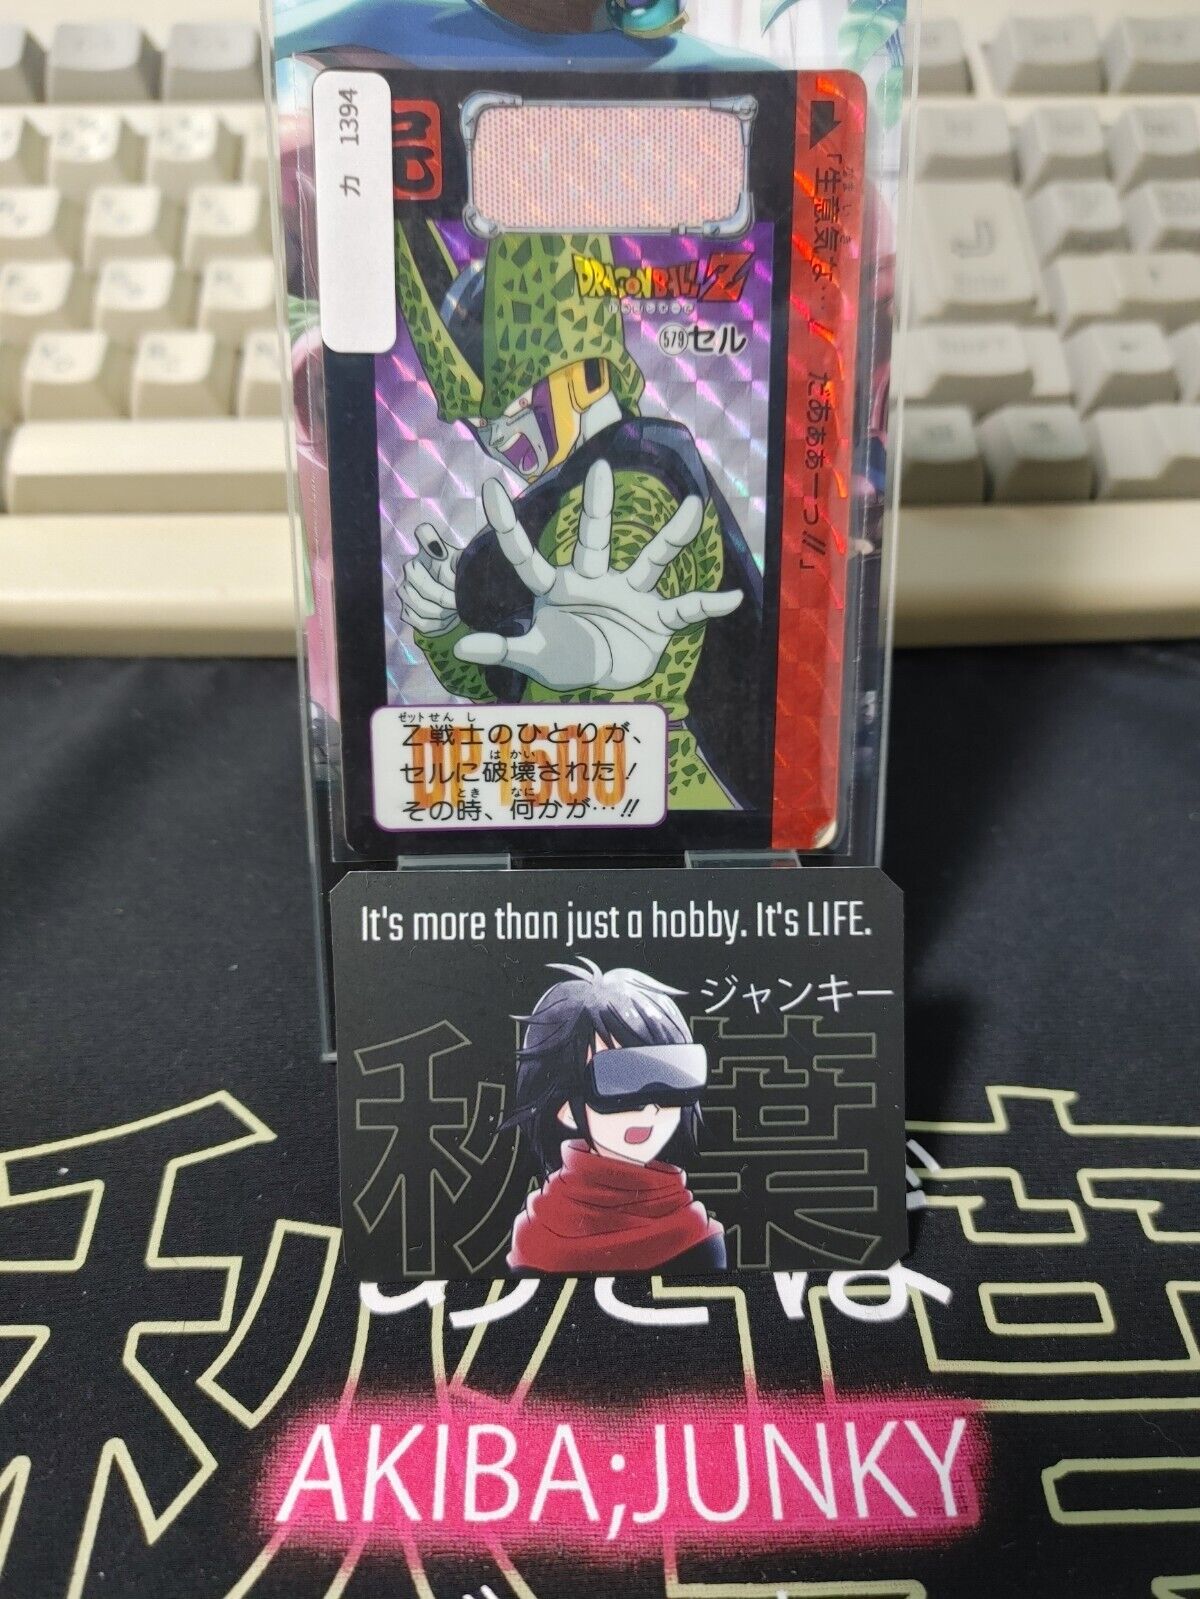 カ 1394
DRAGON BALL Z
579 セル
「生意気な…」 だあぁぁーっ!!」
DP1500
Z戦士のひとりが、
セルに破壊された!
その時、何かが…!!
It's more than just a hobby. It's LIFE.
ジャンキー
秋葉
AKIBA;JUNKY